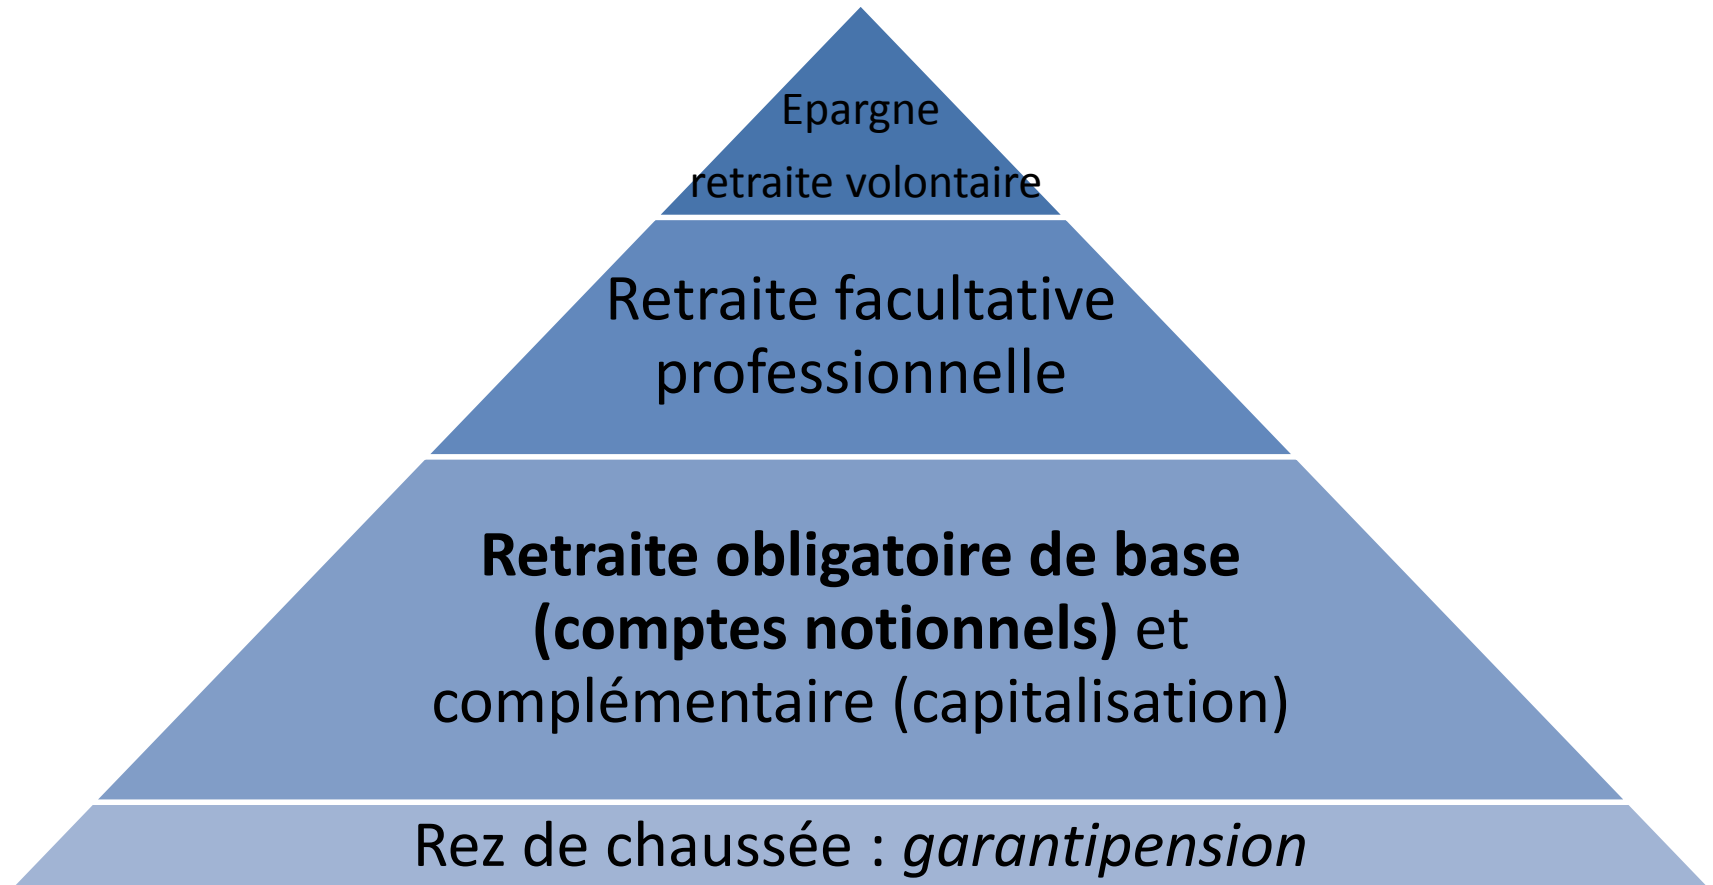 Epargne
retraite volontaire
Retraite facultative
professionnelle
Retraite obligatoire de base
(comptes notionnels) et
complémentaire (capitalisation)
Rez de chaussée : garantipension